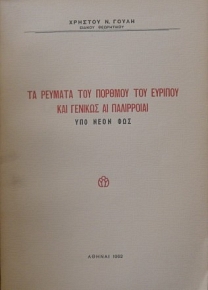 ΧΡΗΣΤΟΥ Ν. ΓΟΥΛΗ
ΤΑ ΡΕΥΜΑΤΑ ΤΟΥ ΠΟΡΘΜΟΥ ΤΟΥ ΕΥΡΙΠΟΥ
ΚΑΙ ΓΕΝΙΚΩΣ ΑΙ ΠΑΛΙΡΡΟΙΑΙ
ΥΠΟ ΝΕΟΝ ΦΩΣ
ΑΘΗΝΑΙ